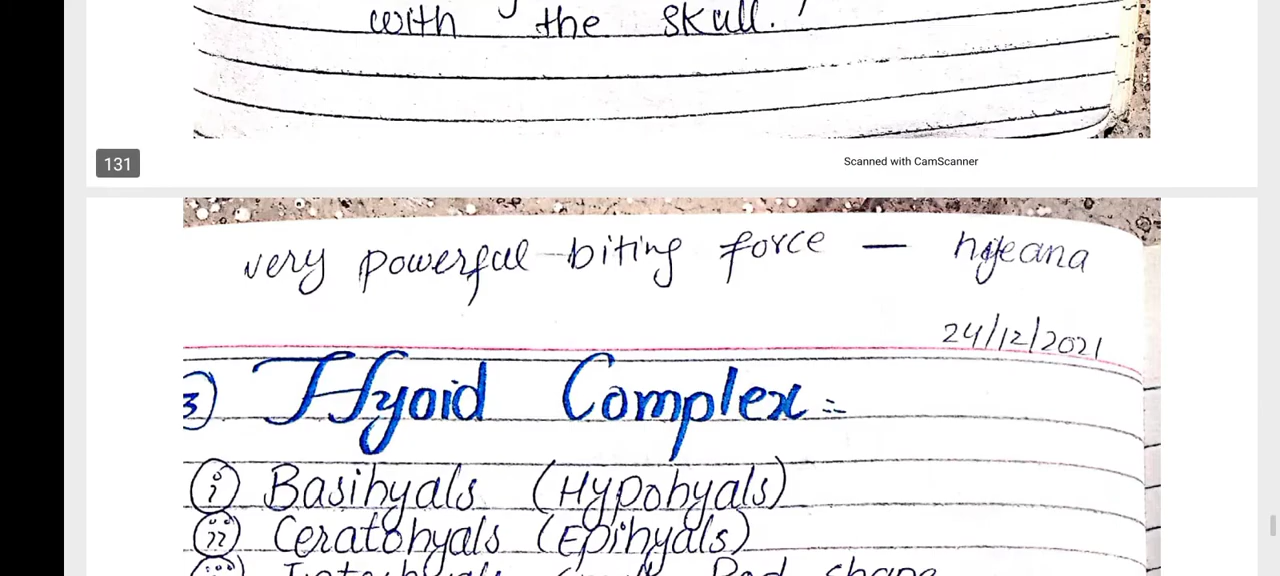 with the skull.
131
Scanned with CamScanner
very powerful biting force — hyeana
24/12/2021
3) Hyoid Complex :-
(i) Basihyals (Hypohyals)
(ii) Ceratohyals (Epihyals)